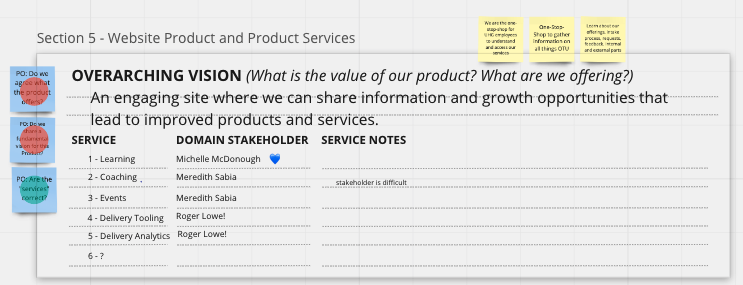 Section 5 - Website Product and Product Services
We are the one-
stop-shop for
UHG employees
to understand
and access our
services
One-Stop-
Shop to gather
information on
all things OTU
Learn about our
offerings, intake
process, requests,
feedback, internal
and external parts
PO: Do we
agree what
the product
offers?
PO: Do we
share a
fundamental
vision for this
Product?
PO: Are the
"services"
correct?
OVERARCHING VISION (What is the value of our product? What are we offering?)
An engaging site where we can share information and growth opportunities that
lead to improved products and services.
SERVICE DOMAIN STAKEHOLDER SERVICE NOTES
1 - Learning Michelle McDonough 💙
2 - Coaching Meredith Sabia stakeholder is difficult
3 - Events Meredith Sabia
4 - Delivery Tooling Roger Lowe!
5 - Delivery Analytics Roger Lowe!
6 - ?